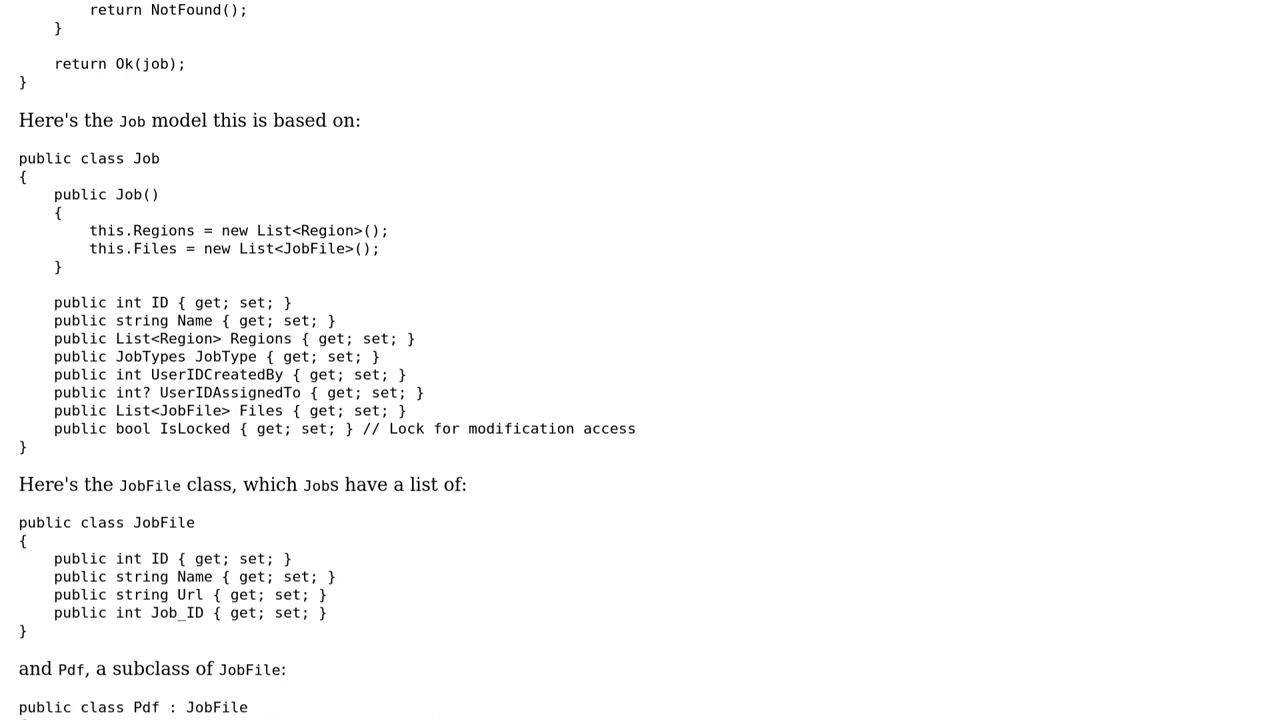 return NotFound();
    }

    return Ok(job);
}
Here's the Job model this is based on:
public class Job
{
    public Job()
    {
        this.Regions = new List<Region>();
        this.Files = new List<JobFile>();
    }

    public int ID { get; set; }
    public string Name { get; set; }
    public List<Region> Regions { get; set; }
    public JobTypes JobType { get; set; }
    public int UserIDCreatedBy { get; set; }
    public int? UserIDAssignedTo { get; set; }
    public List<JobFile> Files { get; set; }
    public bool IsLocked { get; set; } // Lock for modification access
}
Here's the JobFile class, which Jobs have a list of:
public class JobFile
{
    public int ID { get; set; }
    public string Name { get; set; }
    public string Url { get; set; }
    public int Job_ID { get; set; }
}
and Pdf, a subclass of JobFile:
public class Pdf : JobFile